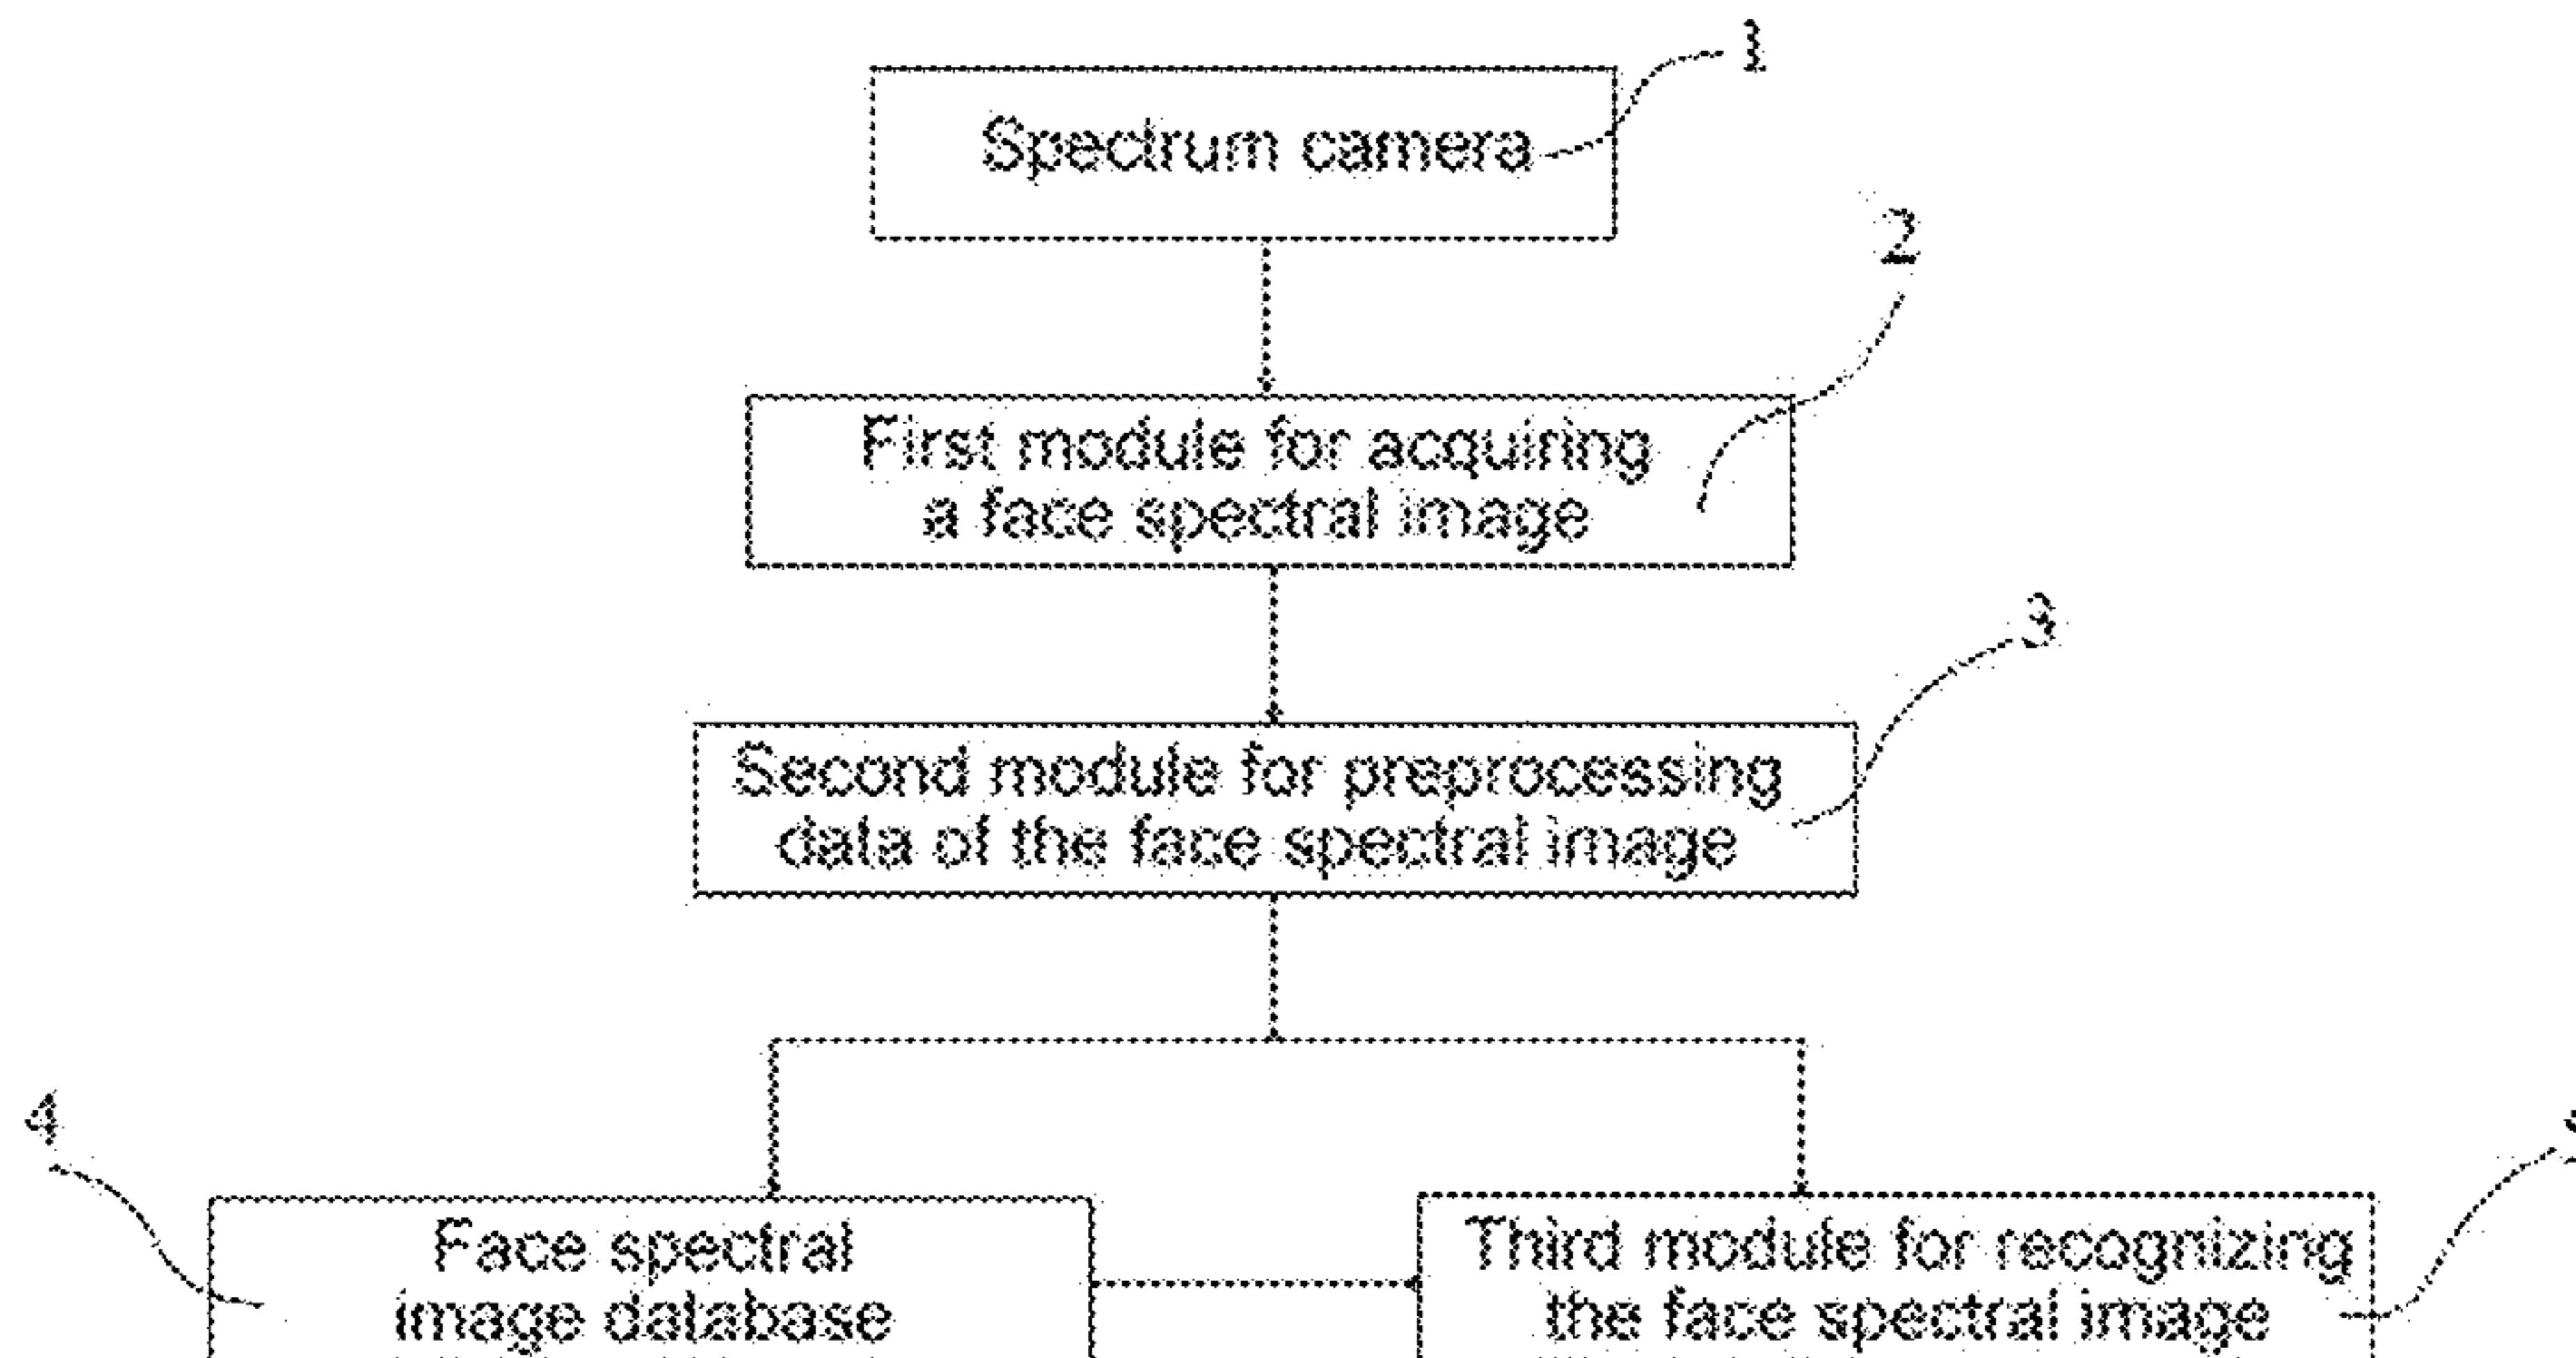 1
Spectrum camera
2
First module for acquiring
a face spectral image
3
Second module for preprocessing
data of the face spectral image
4
Face spectral
image database
Third module for recognizing
the face spectral image